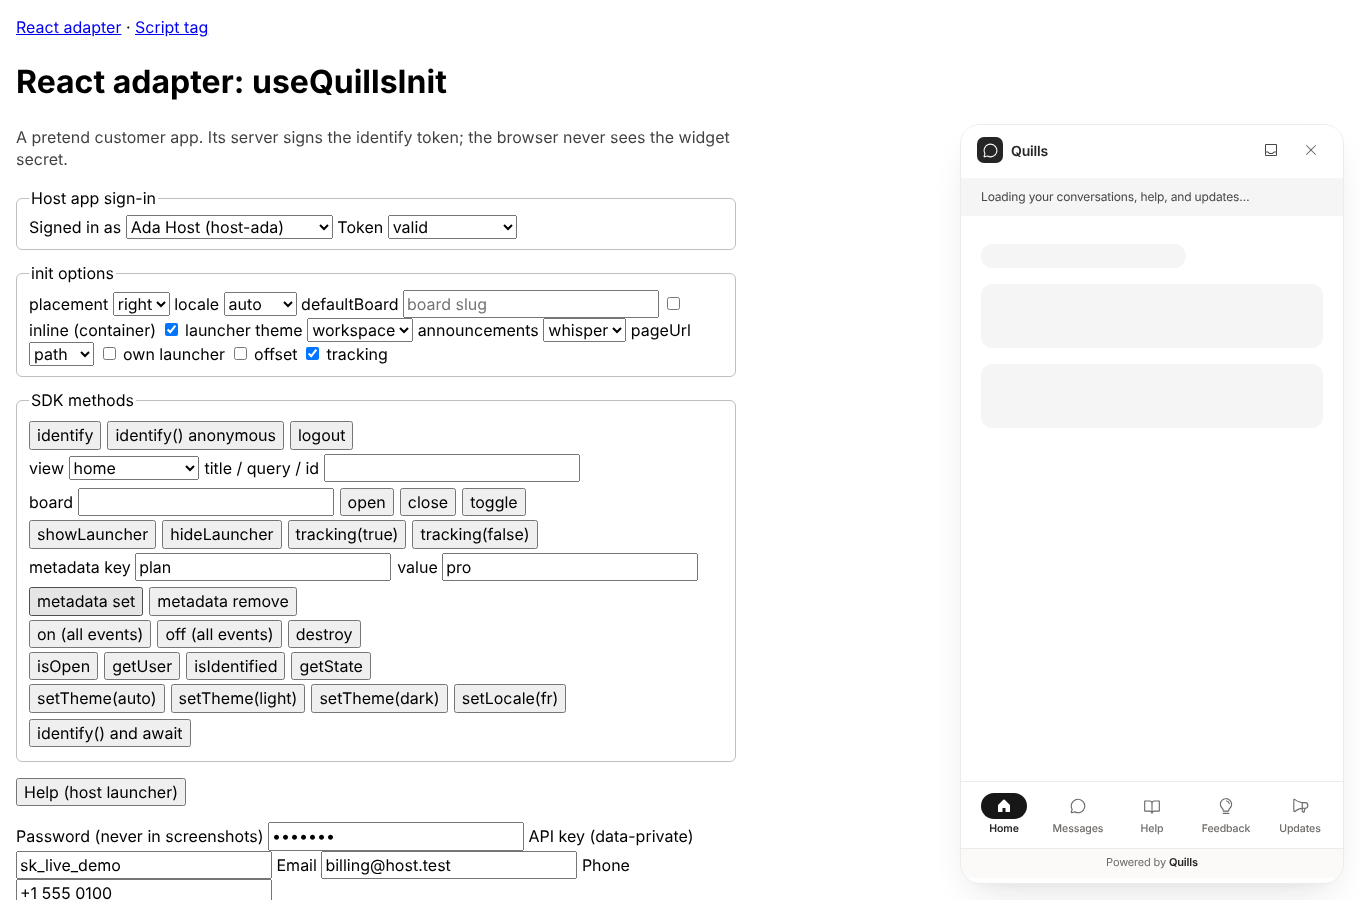 React adapter · Script tag
React adapter: useQuillsInit
A pretend customer app. Its server signs the identify token; the browser never sees the widget
secret.
Host app sign-in
Signed in as Ada Host (host-ada) Token valid
init options
placement right locale auto defaultBoard board slug
inline (container) launcher theme workspace announcements whisper pageUrl
path own launcher offset tracking
SDK methods
identify identify() anonymous logout
view home title / query / id
board open close toggle
showLauncher hideLauncher tracking(true) tracking(false)
metadata key plan value pro
metadata set metadata remove
on (all events) off (all events) destroy
isOpen getUser isIdentified getState
setTheme(auto) setTheme(light) setTheme(dark) setLocale(fr)
identify() and await
Help (host launcher)
Password (never in screenshots) ••••••• API key (data-private)
sk_live_demo Email billing@host.test Phone
+1 555 0100
Quills
Loading your conversations, help, and updates…
Home Messages Help Feedback Updates
Powered by Quills